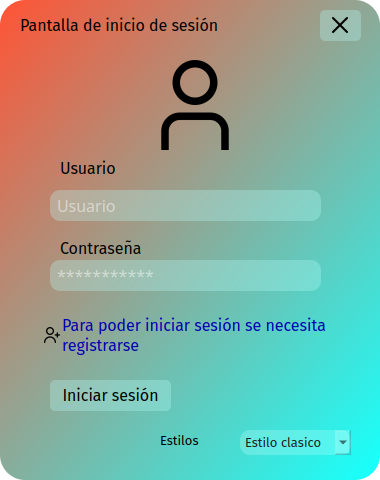 Pantalla de inicio de sesión
Usuario
Usuario
Contraseña
***********
Para poder iniciar sesión se necesita
registrarse
Iniciar sesión
Estilos
Estilo clasico